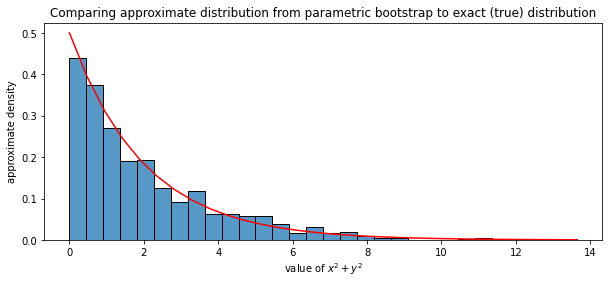 Comparing approximate distribution from parametric bootstrap to exact (true) distribution
0.5
0.4
0.3
0.2
0.1
0.0
approximate density
0 2 4 6 8 10 12 14
value of x² + y²